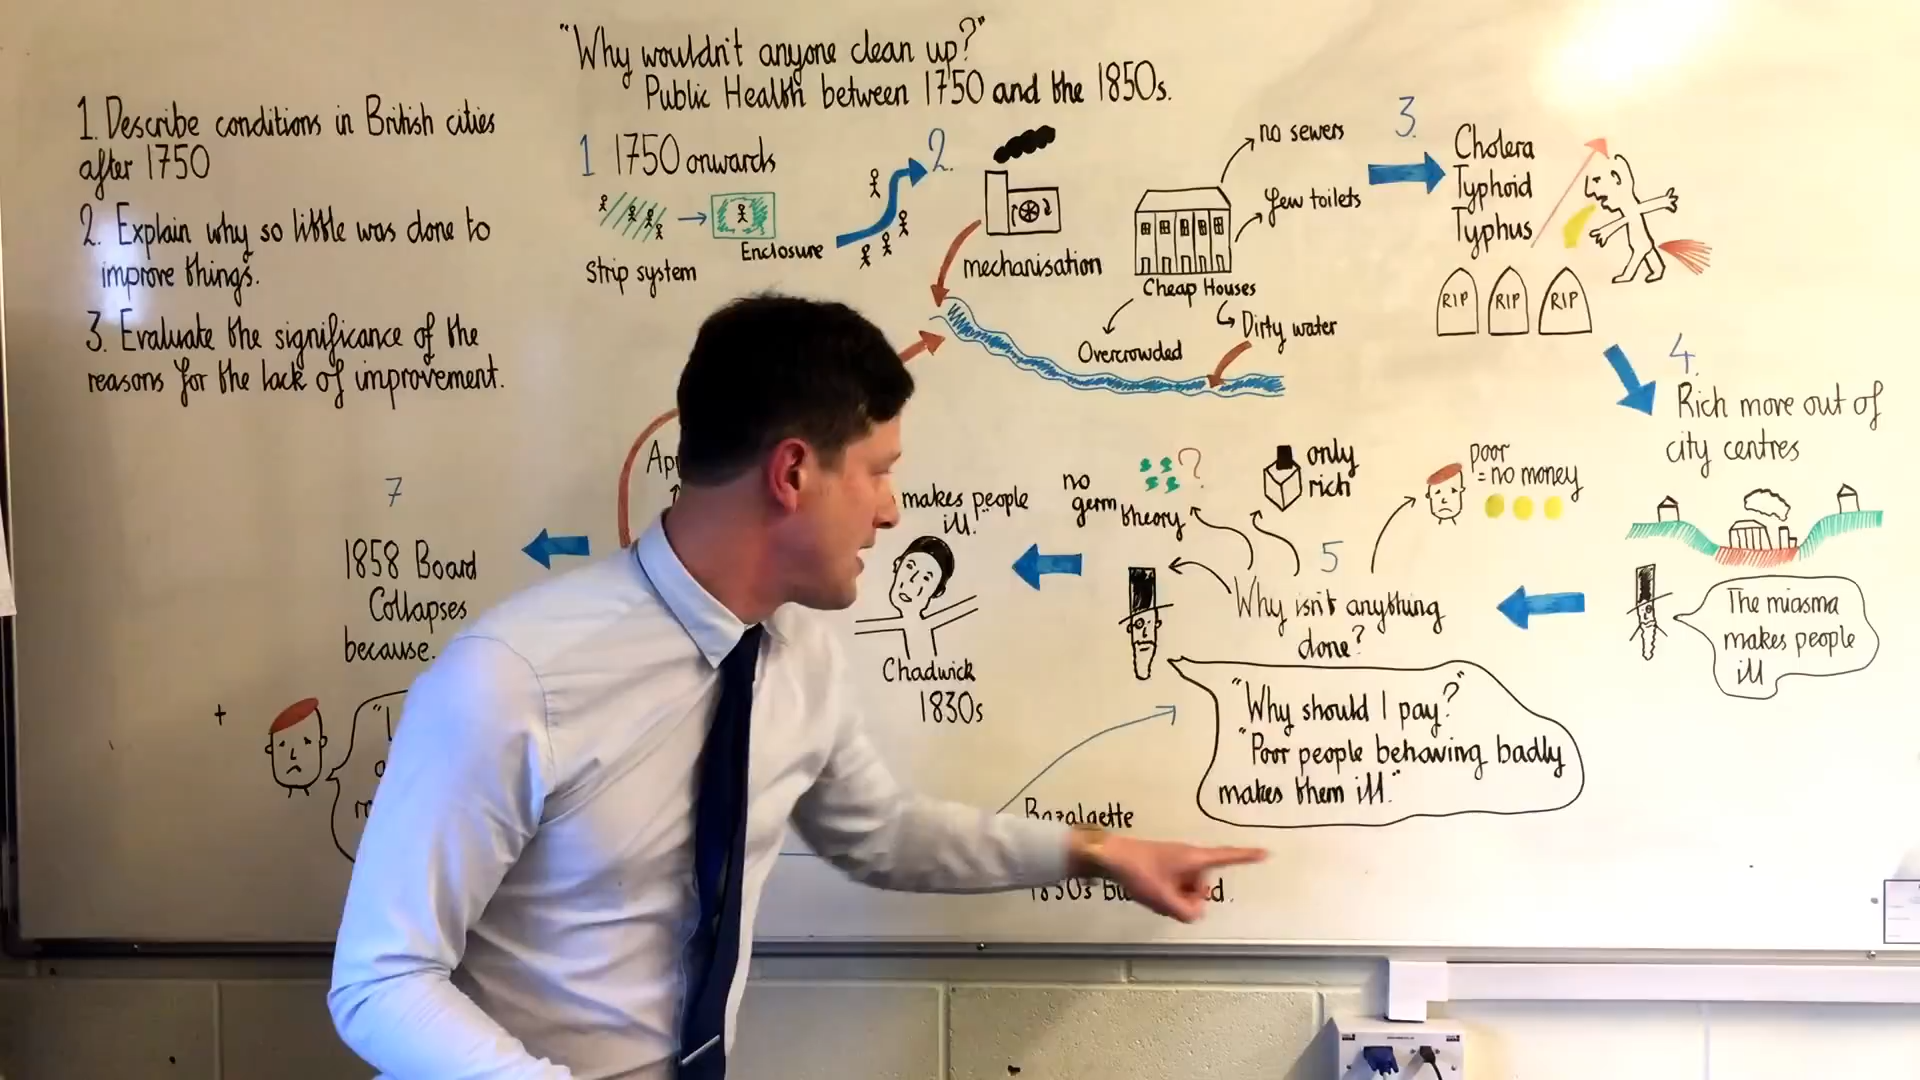 "Why wouldn't anyone clean up?"
Public Health between 1750 and the 1850s.
1. Describe conditions in British cities
after 1750
2. Explain why so little was done to
improve things.
3. Evaluate the significance of the
reasons for the lack of improvement.
1 1750 onwards
Strip system
Enclosure
2.
mechanisation
no sewers
few toilets
Cheap Houses
Overcrowded
Dirty water
3.
Cholera
Typhoid
Typhus
RIP
RIP
RIP
4.
Rich move out of
city centres
The miasma
makes people
ill
5
Why isn't anything
done?
no
germ theory
?
only
rich
poor
= no money
"Why should I pay?"
"Poor people behaving badly
makes them ill."
makes people
ill."
Chadwick
1830s
Bazalgette
1850s
7
1858 Board
Collapses
because.
+